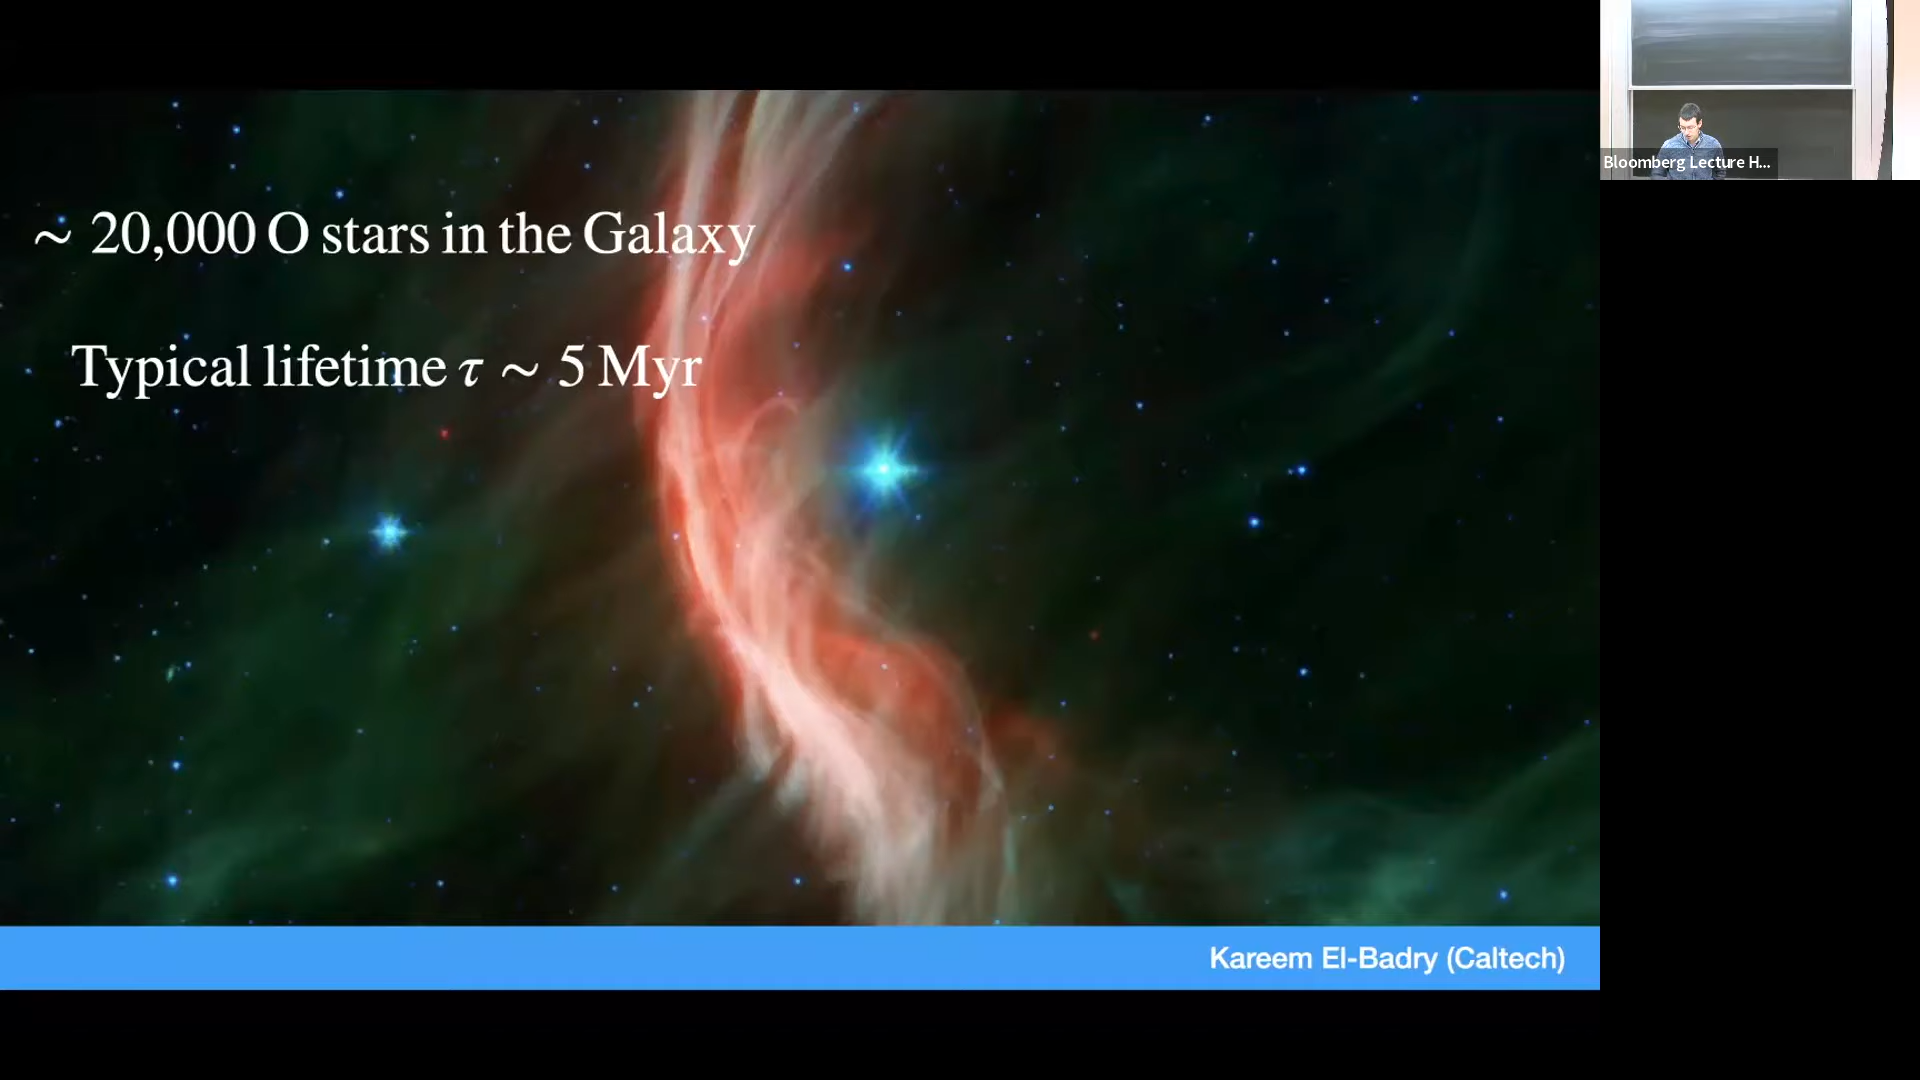 ~ 20,000 O stars in the Galaxy
Typical lifetime τ ~ 5 Myr
Bloomberg Lecture H...
Kareem El-Badry (Caltech)